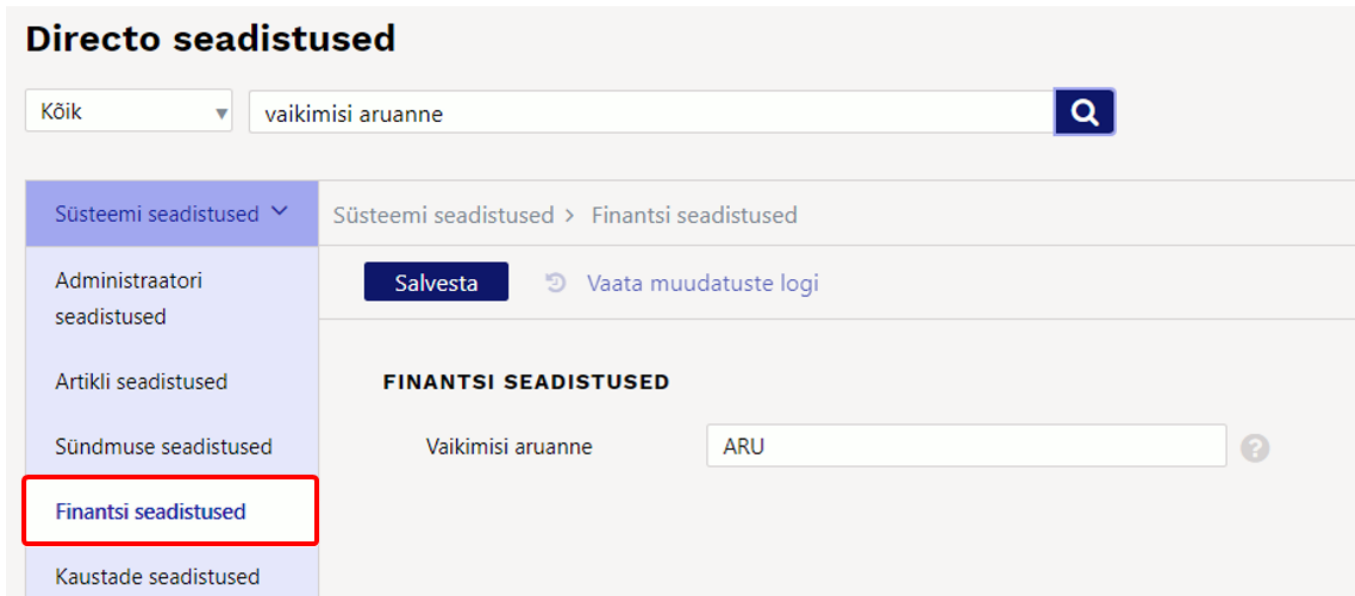 Directo seadistused
Kõik vaikimisi aruanne
Süsteemi seadistused Süsteemi seadistused > Finantsi seadistused
Administraatori
seadistused
Salvesta Vaata muudatuste logi
Artikli seadistused
FINANTSI SEADISTUSED
Sündmuse seadistused
Vaikimisi aruanne ARU ?
Finantsi seadistused
Kaustade seadistused